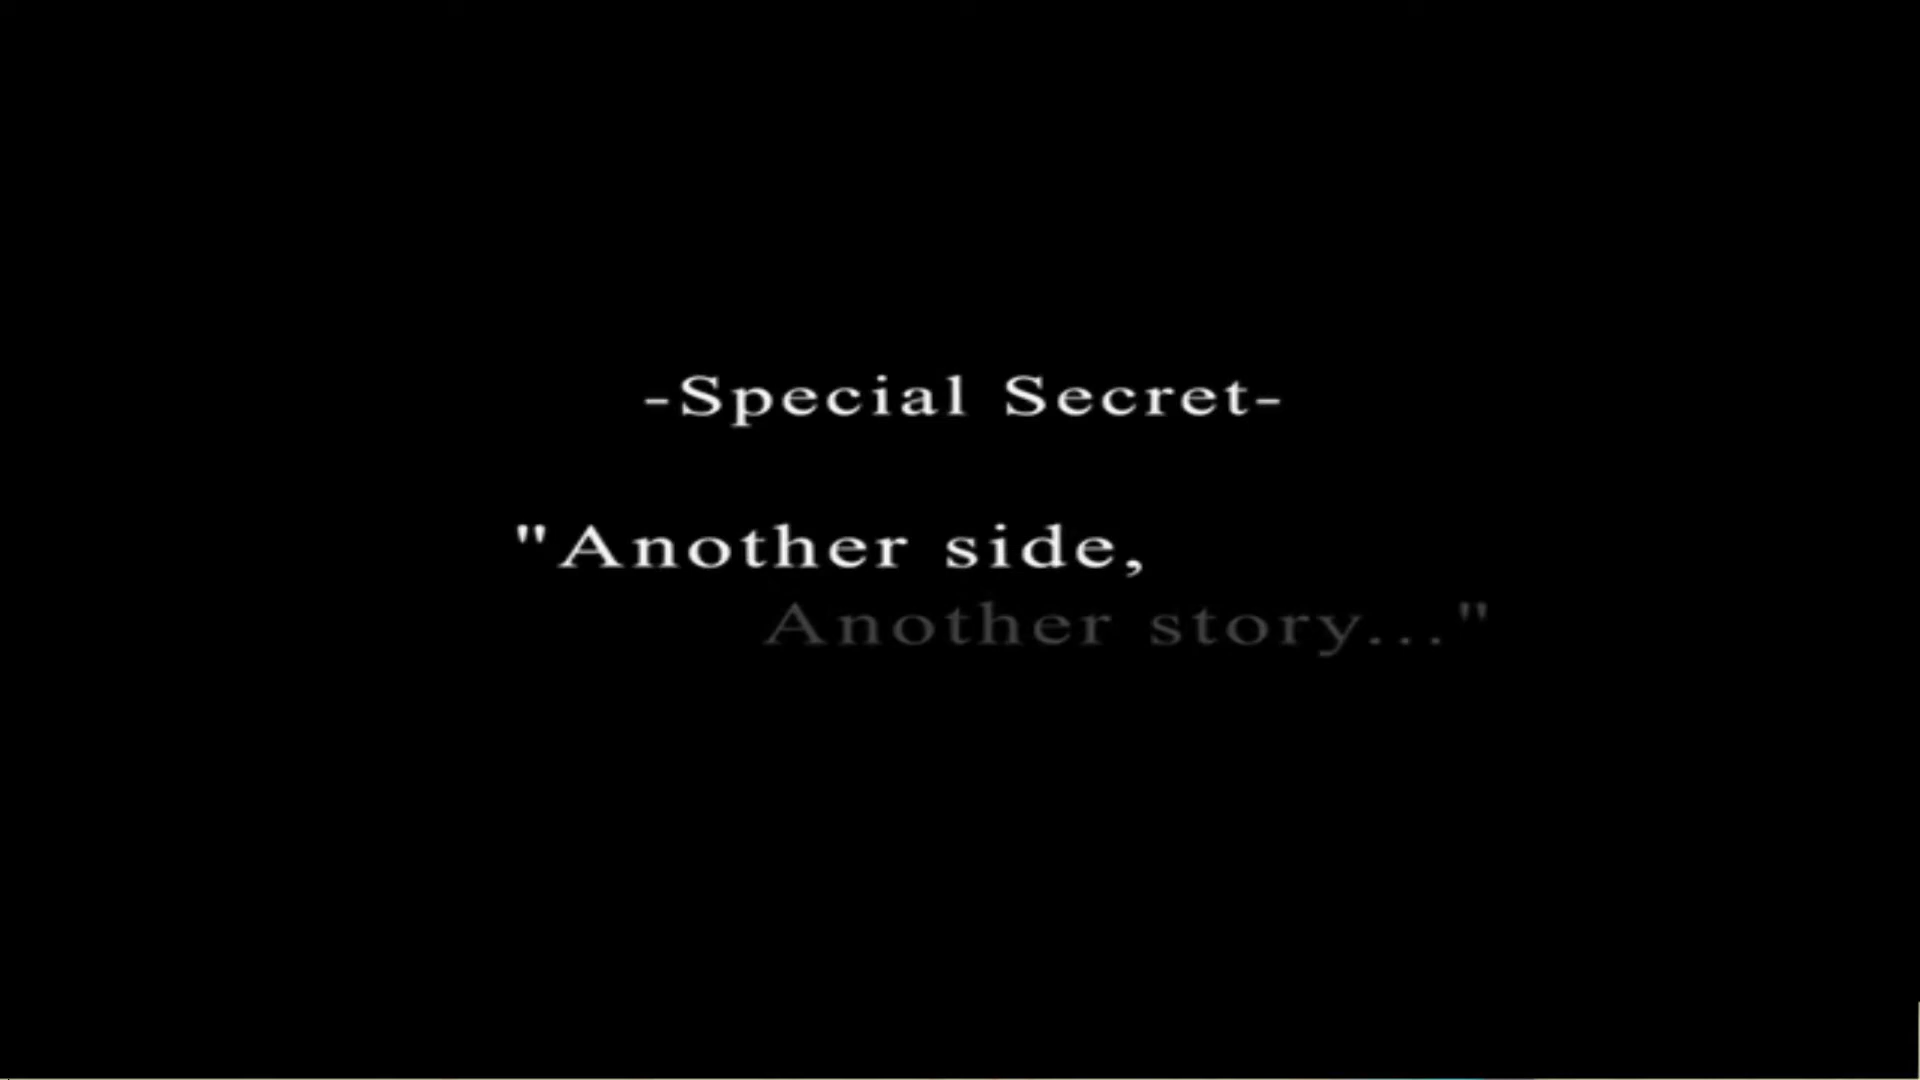 -Special Secret-
"Another side,
Another story..."